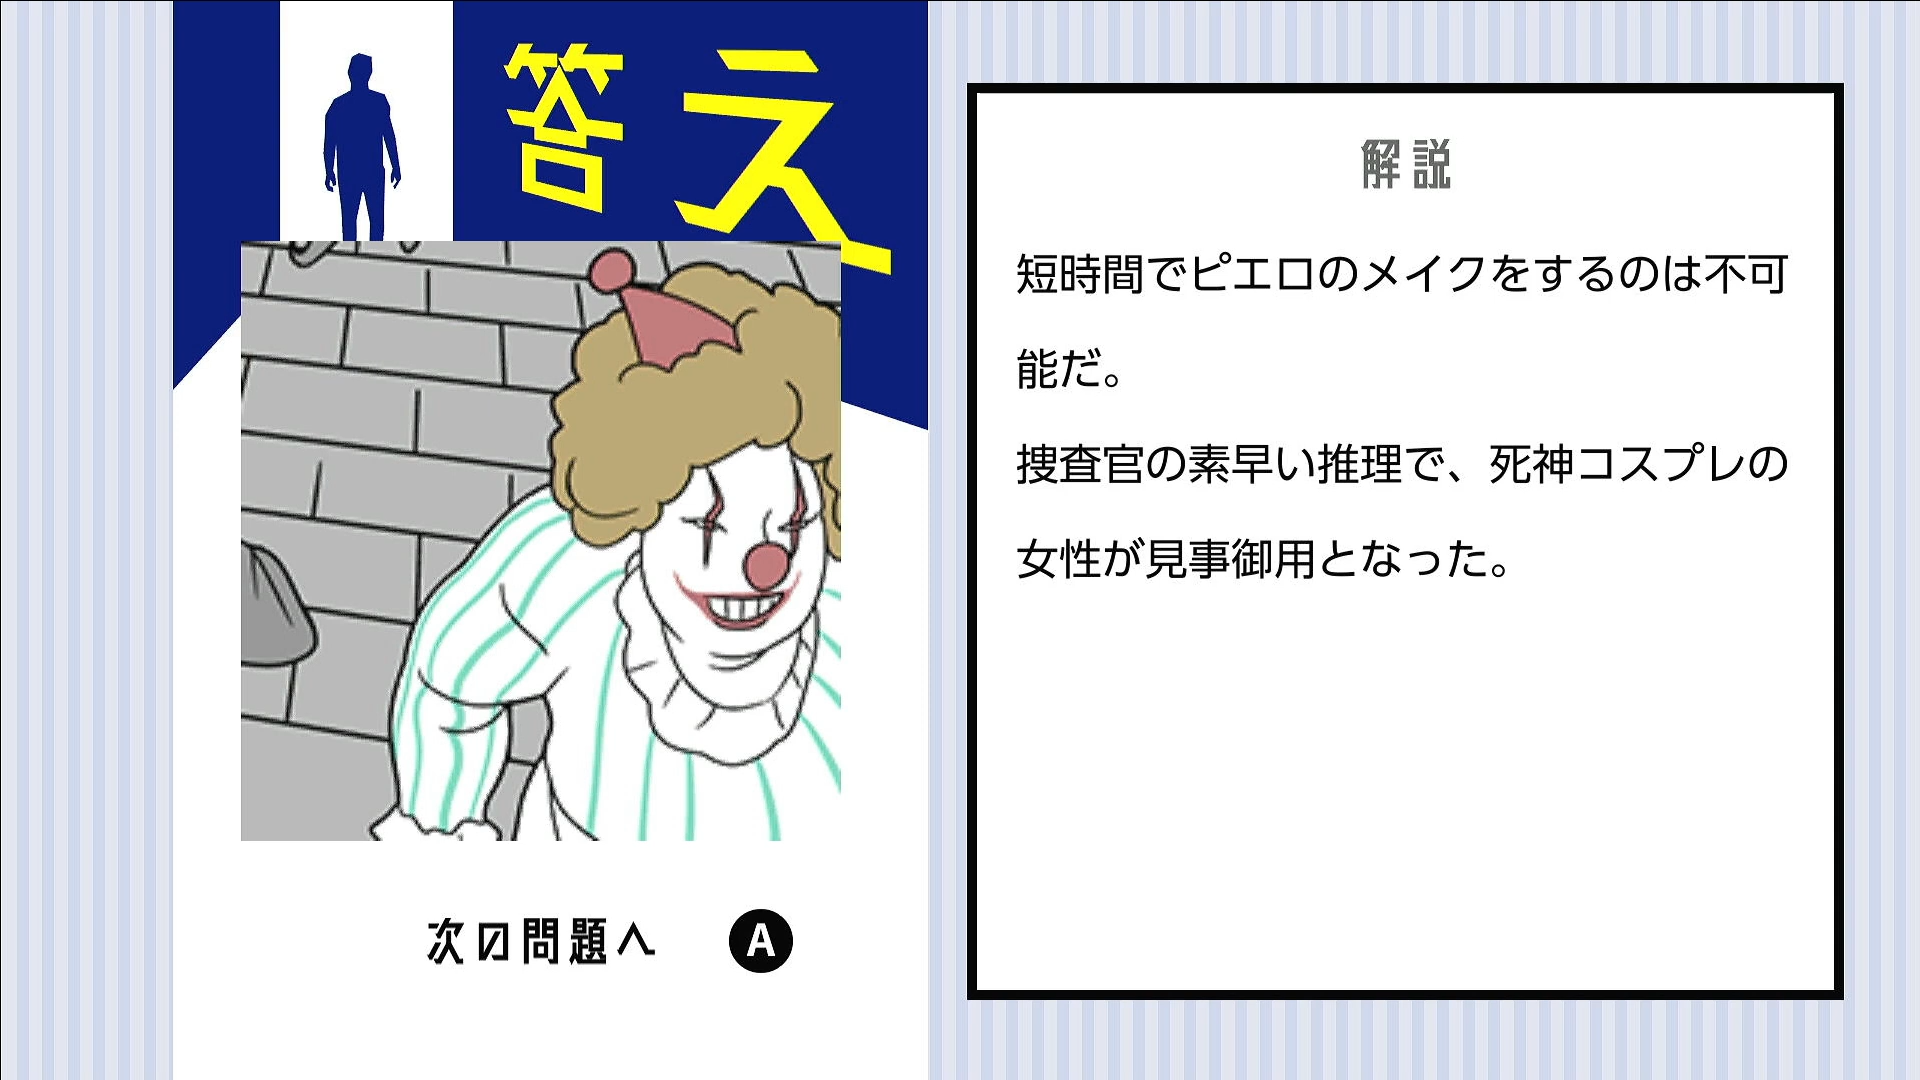 答え
次の問題へ A
解説
短時間でピエロのメイクをするのは不可
能だ。
捜査官の素早い推理で、死神コスプレの
女性が見事御用となった。